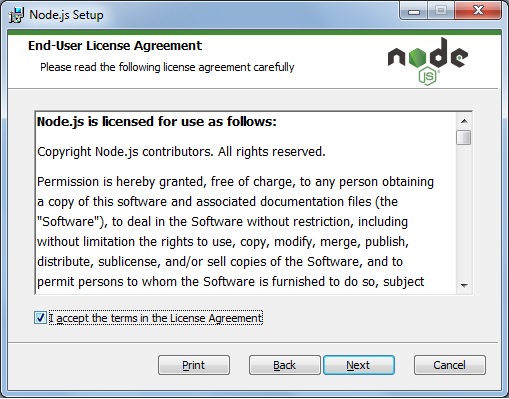 Node.js Setup
End-User License Agreement
Please read the following license agreement carefully
node
JS
Node.js is licensed for use as follows:
Copyright Node.js contributors. All rights reserved.
Permission is hereby granted, free of charge, to any person obtaining
a copy of this software and associated documentation files (the
"Software"), to deal in the Software without restriction, including
without limitation the rights to use, copy, modify, merge, publish,
distribute, sublicense, and/or sell copies of the Software, and to
permit persons to whom the Software is furnished to do so, subject
I accept the terms in the License Agreement
Print
Back
Next
Cancel